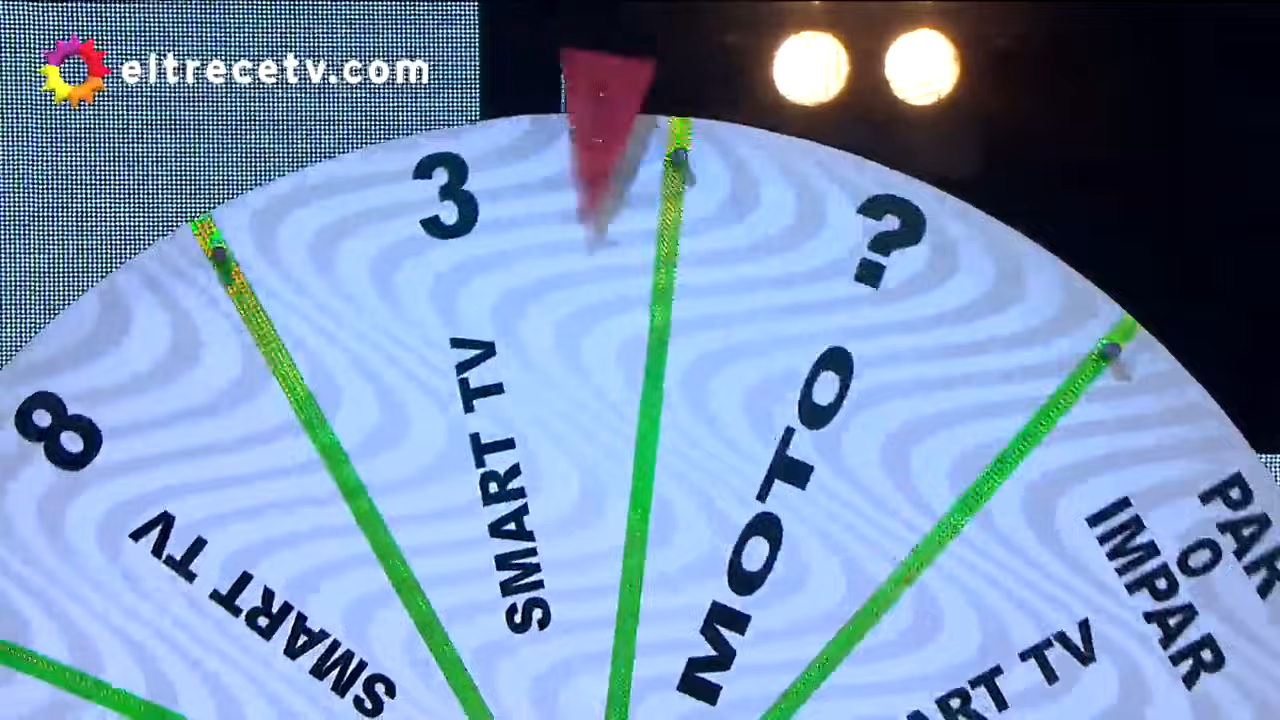 eltrecetv.com
3
?
8
SMART TV
MOTO
PAR
O
IMPAR
SMART TV
ART TV